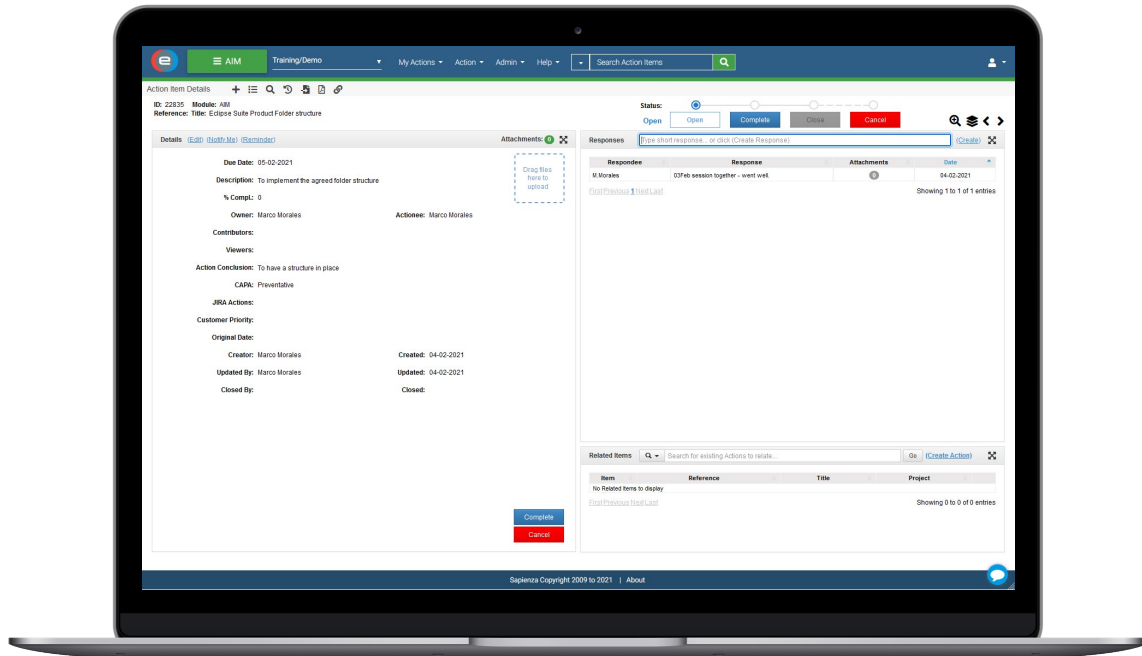 e
AIM Training/Demo My Actions Action Admin Help Search Action Items
Action Item Details
ID: 22835 Module: AIM
Reference: Title: Eclipse Suite Product Folder structure
Status:
Open Open Complete Close Cancel
Details (Edit) (Notify Me) (Reminder) Attachments: 0
Drag files
here to
upload
Due Date: 05-02-2021
Description: To implement the agreed folder structure
% Compl.: 0
Owner: Marco Morales Actionee: Marco Morales
Contributors:
Viewers:
Action Conclusion: To have a structure in place
CAPA: Preventative
JIRA Actions:
Customer Priority:
Original Date:
Creator: Marco Morales Created: 04-02-2021
Updated By: Marco Morales Updated: 04-02-2021
Closed By: Closed:
Complete
Cancel
Responses Type short response... or click (Create Response) (Create)
Respondee Response Attachments Date
M.Morales 03Feb session together – went well. 0 04-02-2021
First Previous 1 Next Last Showing 1 to 1 of 1 entries
Related Items Search for existing Actions to relate... Go (Create Action)
Item Reference Title Project
No Related Items to display
First Previous Next Last Showing 0 to 0 of 0 entries
Sapienza Copyright 2009 to 2021 | About